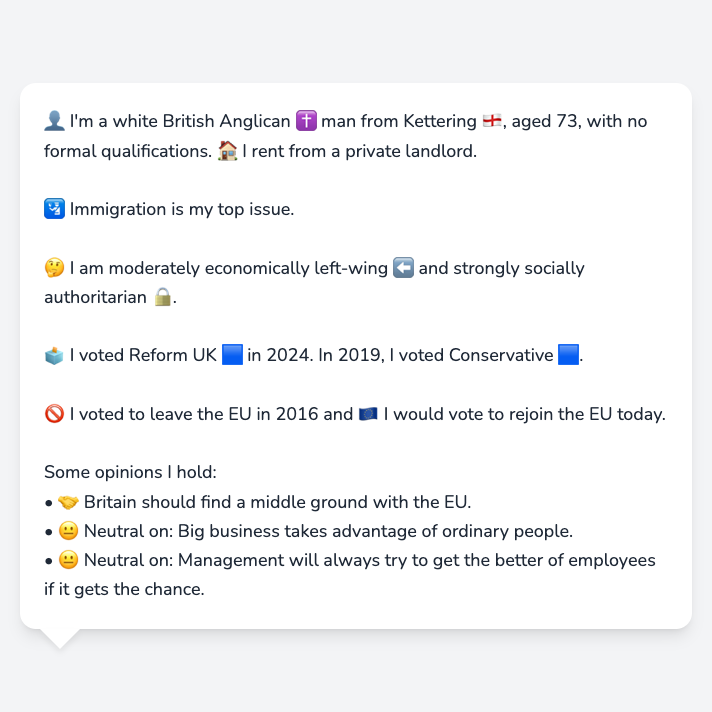 👤 I'm a white British Anglican ✝️ man from Kettering 🏴󠁧󠁢󠁥󠁮󠁧󠁿, aged 73, with no
formal qualifications. 🏠 I rent from a private landlord.
🛂 Immigration is my top issue.
🤔 I am moderately economically left-wing ⬅️ and strongly socially
authoritarian 🔒.
🗳️ I voted Reform UK 🟦 in 2024. In 2019, I voted Conservative 🟦.
🚫 I voted to leave the EU in 2016 and 🇪🇺 I would vote to rejoin the EU today.
Some opinions I hold:
• 🤝 Britain should find a middle ground with the EU.
• 😐 Neutral on: Big business takes advantage of ordinary people.
• 😐 Neutral on: Management will always try to get the better of employees
if it gets the chance.